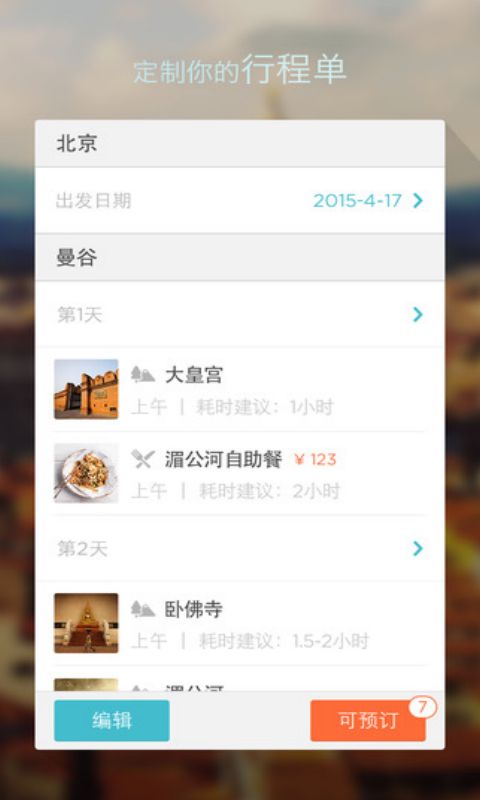 定制你的行程单
北京
出发日期 2015-4-17
曼谷
第1天
大皇宫
上午 | 耗时建议：1小时
湄公河自助餐 ¥ 123
上午 | 耗时建议：2小时
第2天
卧佛寺
上午 | 耗时建议：1.5-2小时
湄公河
编辑 可预订 7